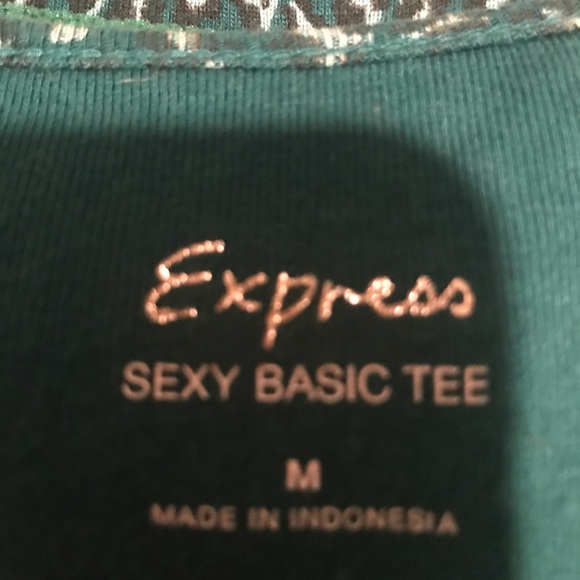 Express
SEXY BASIC TEE
M
MADE IN INDONESIA